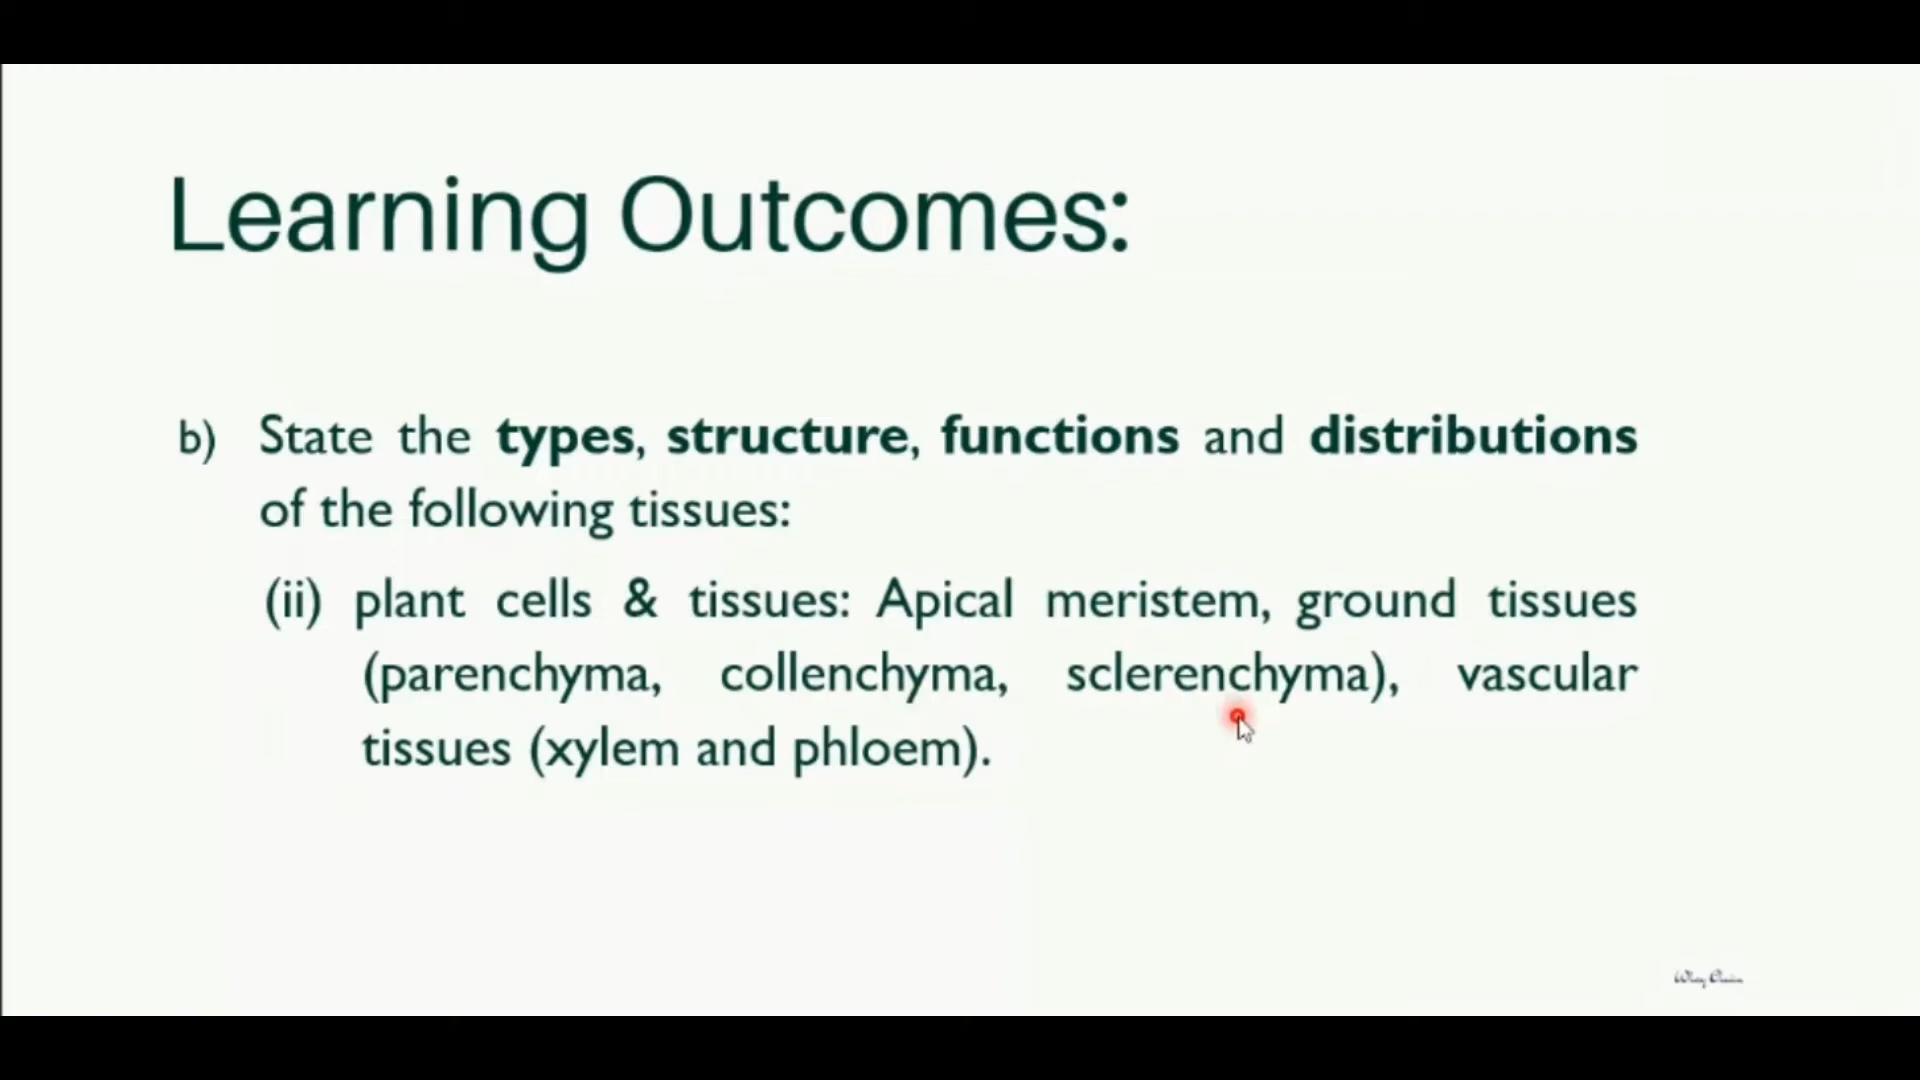 Learning Outcomes:
b) State the types, structure, functions and distributions
of the following tissues:
(ii) plant cells & tissues: Apical meristem, ground tissues
(parenchyma, collenchyma, sclerenchyma), vascular
tissues (xylem and phloem).